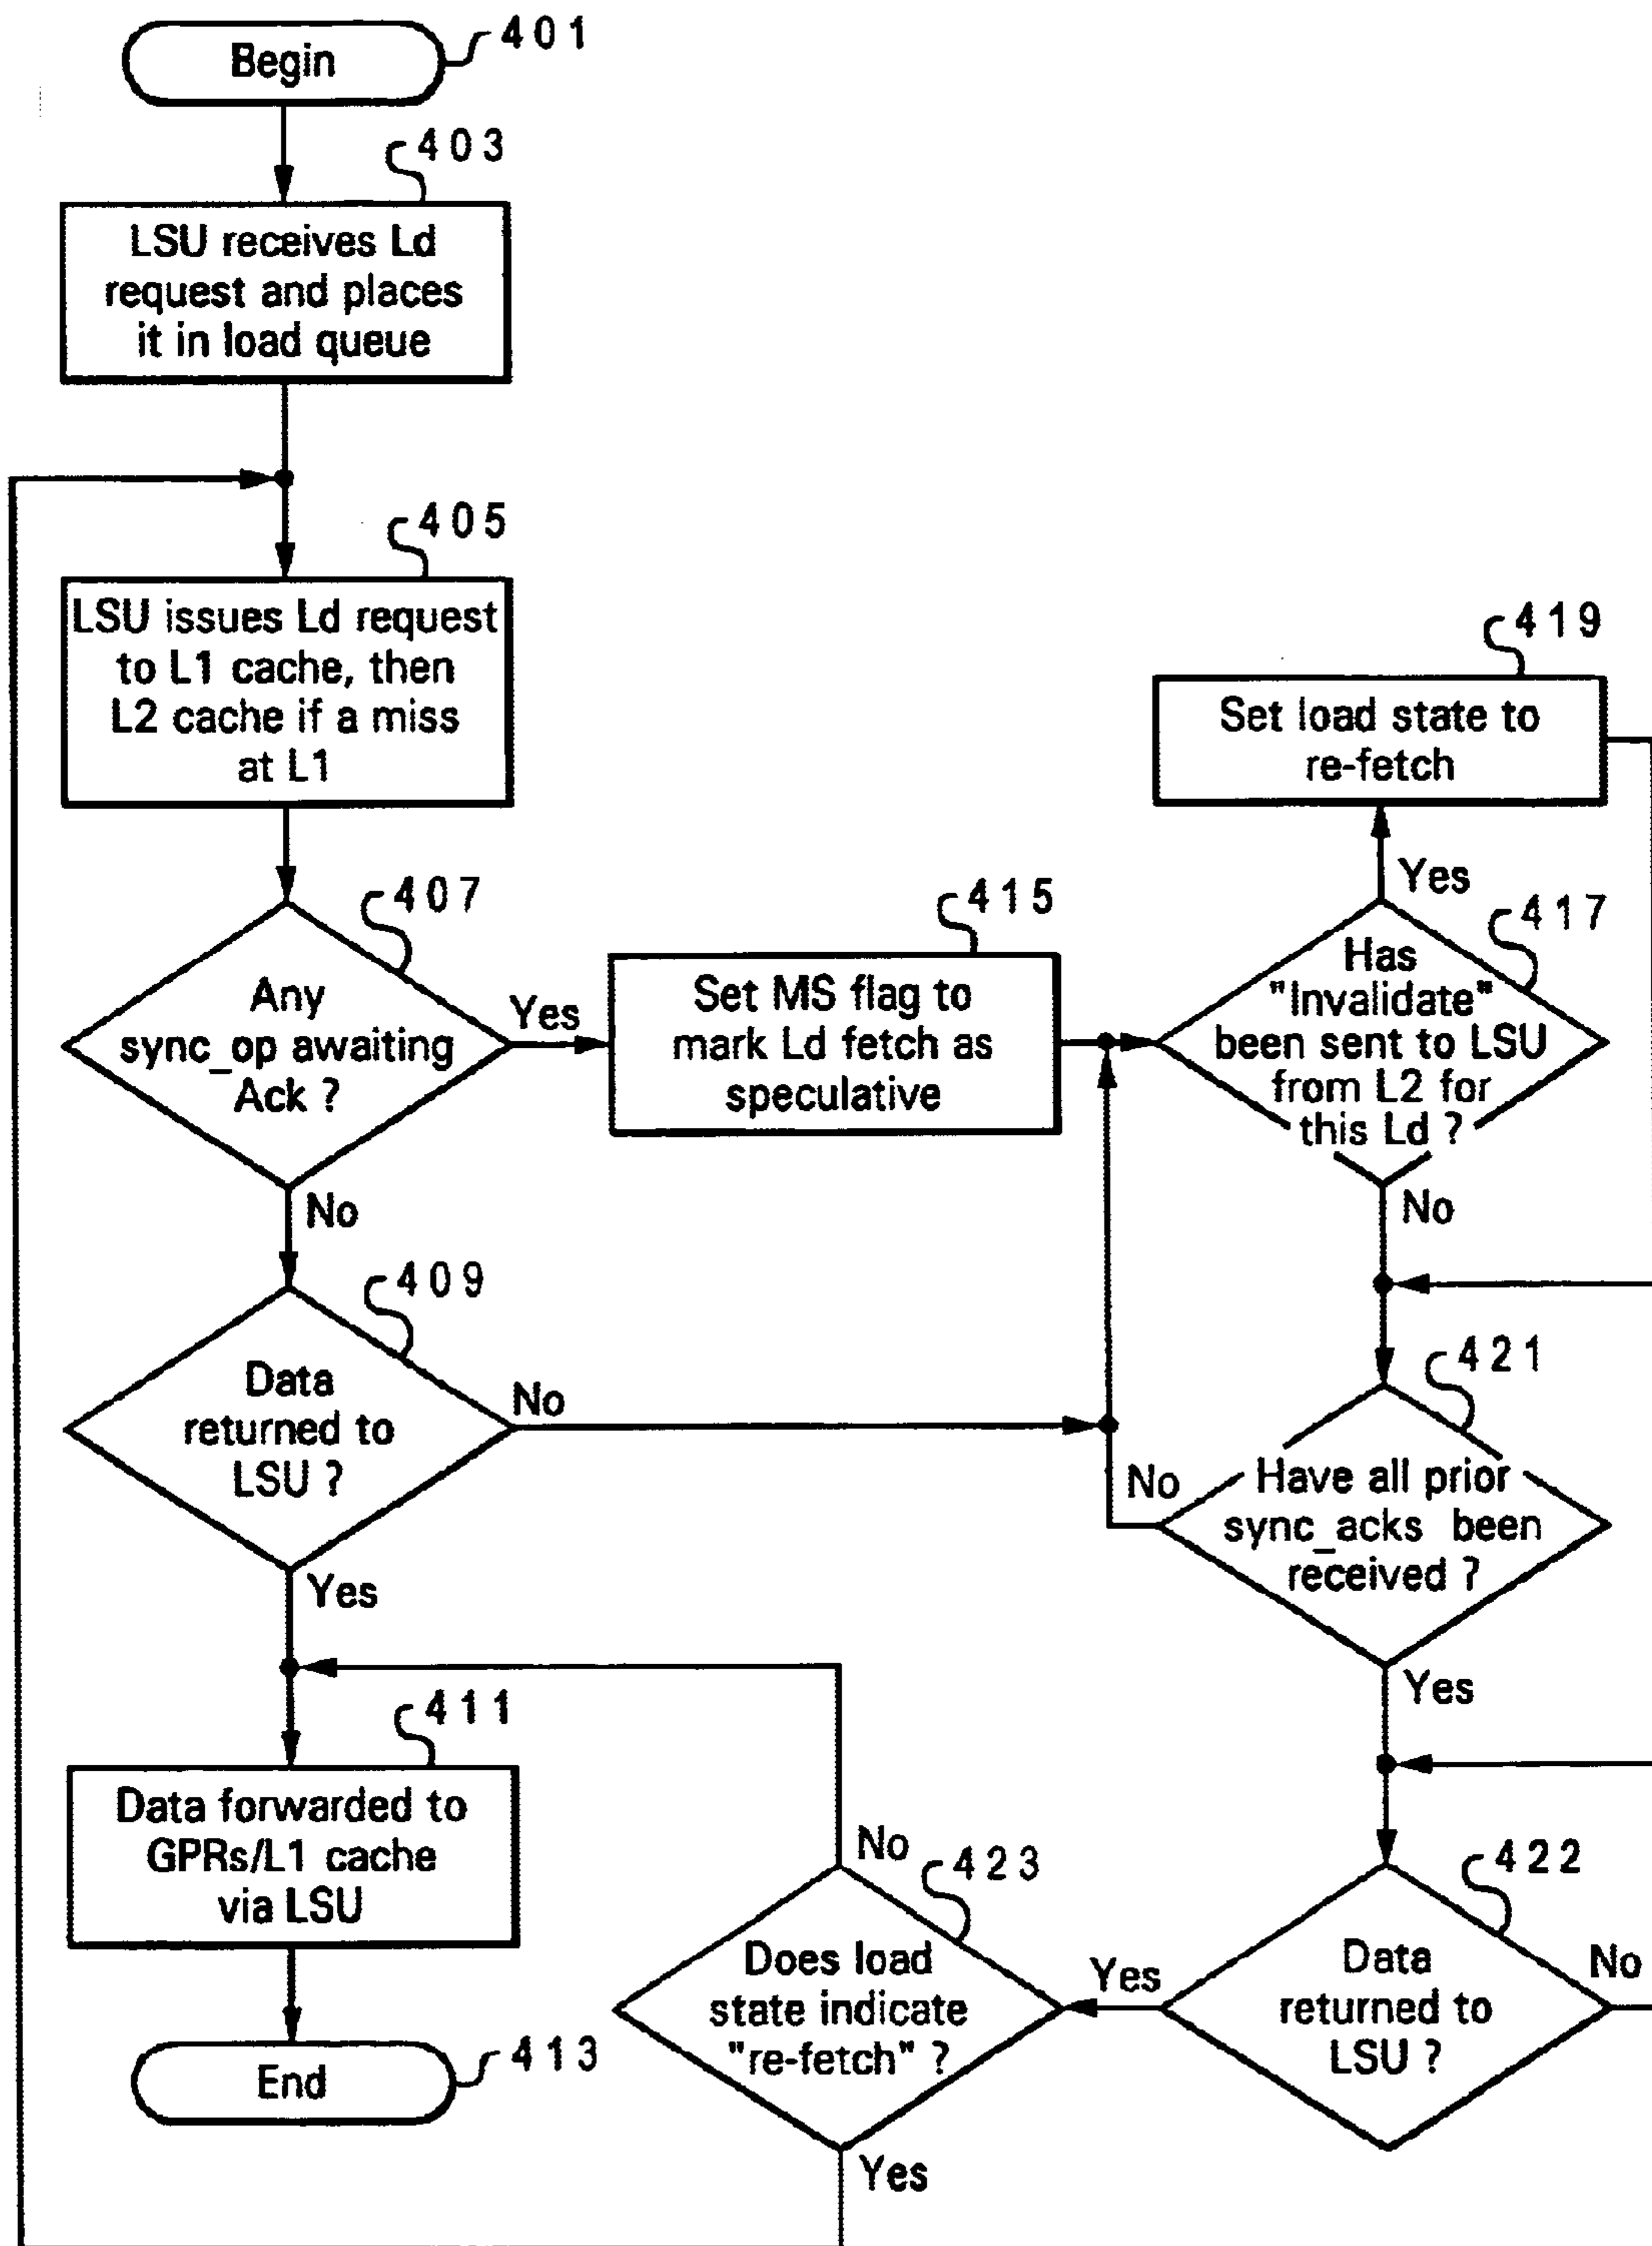 Begin
401
403
LSU receives Ld
request and places
it in load queue
405
LSU issues Ld request
to L1 cache, then
L2 cache if a miss
at L1
407
Any
sync_op awaiting
Ack ?
Yes
No
415
Set MS flag to
mark Ld fetch as
speculative
419
Set load state to
re-fetch
Yes
417
Has
"Invalidate"
been sent to LSU
from L2 for
this Ld ?
No
409
Data
returned to
LSU ?
No
Yes
421
Have all prior
sync_acks been
received ?
No
Yes
411
Data forwarded to
GPRs/L1 cache
via LSU
422
Data
returned to
LSU ?
No
Yes
423
Does load
state indicate
"re-fetch" ?
No
Yes
End
413